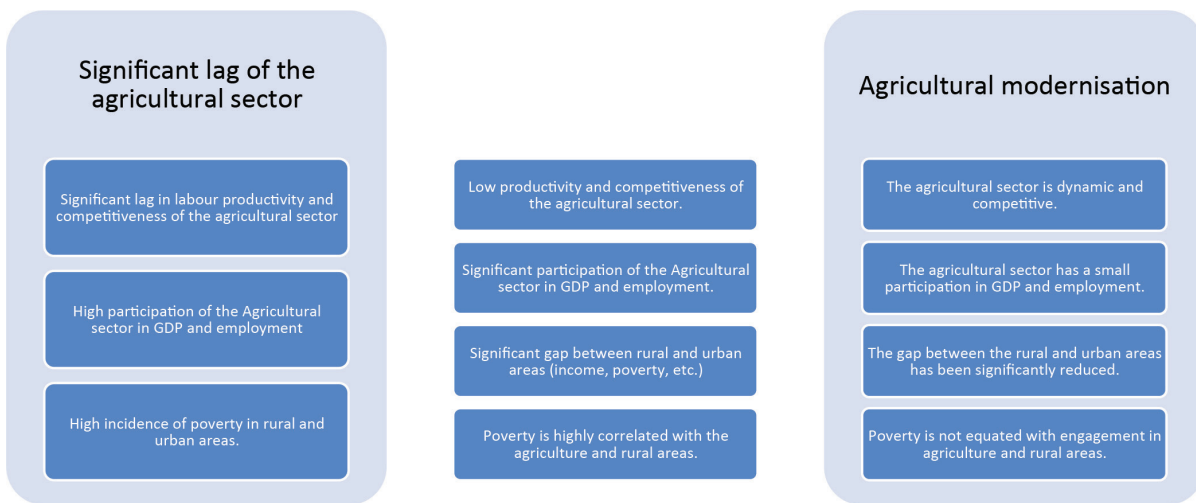 Significant lag of the
agricultural sector
Significant lag in labour productivity and
competitiveness of the agricultural sector
High participation of the Agricultural
sector in GDP and employment
High incidence of poverty in rural and
urban areas.
Low productivity and competitiveness of
the agricultural sector.
Significant participation of the Agricultural
sector in GDP and employment.
Significant gap between rural and urban
areas (income, poverty, etc.)
Poverty is highly correlated with the
agriculture and rural areas.
Agricultural modernisation
The agricultural sector is dynamic and
competitive.
The agricultural sector has a small
participation in GDP and employment.
The gap between the rural and urban areas
has been significantly reduced.
Poverty is not equated with engagement in
agriculture and rural areas.